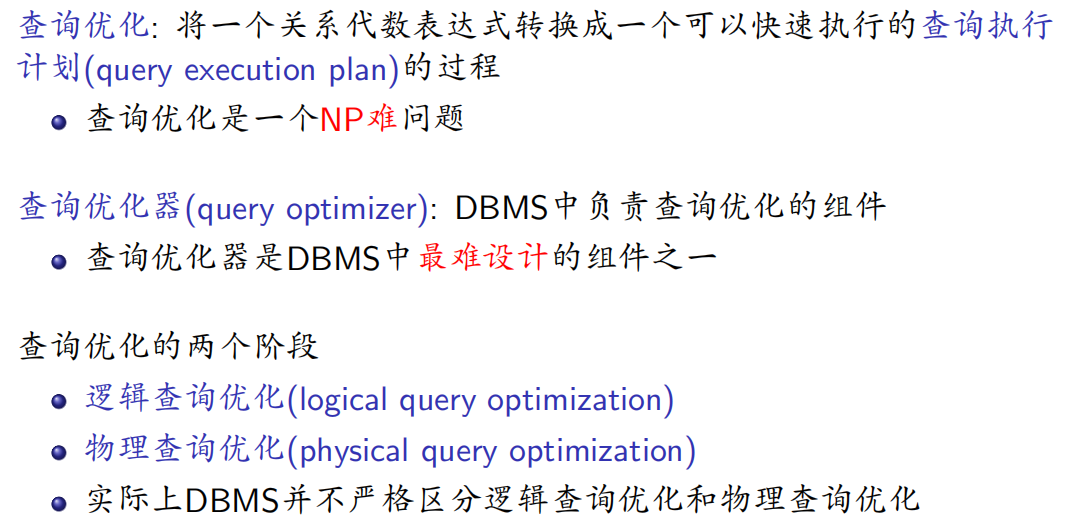 查询优化: 将一个关系代数表达式转换成一个可以快速执行的查询执行
计划(query execution plan)的过程
查询优化是一个NP难问题
查询优化器(query optimizer): DBMS中负责查询优化的组件
查询优化器是DBMS中最难设计的组件之一
查询优化的两个阶段
逻辑查询优化(logical query optimization)
物理查询优化(physical query optimization)
实际上DBMS并不严格区分逻辑查询优化和物理查询优化